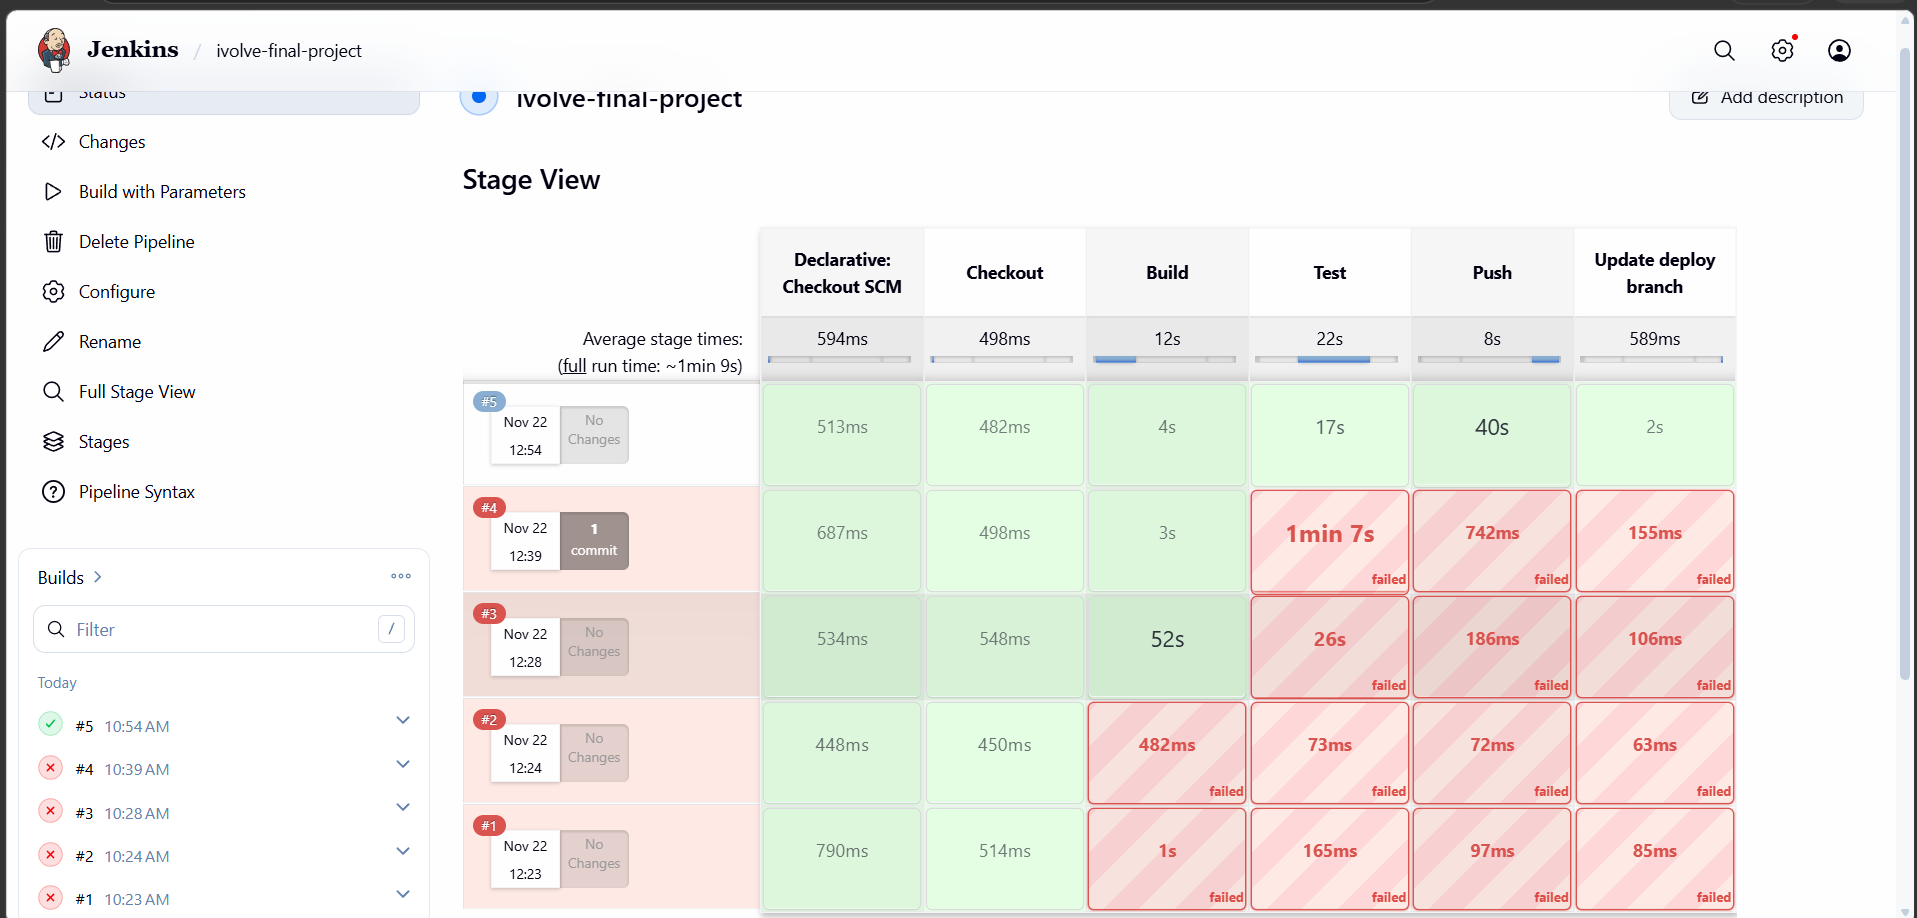 Jenkins / ivolve-final-project
Status
Changes
Build with Parameters
Delete Pipeline
Configure
Rename
Full Stage View
Stages
Pipeline Syntax
Builds
Filter /
Today
#5 10:54 AM
#4 10:39 AM
#3 10:28 AM
#2 10:24 AM
#1 10:23 AM
ivolve-final-project
Add description
Stage View
Declarative: Checkout SCM
Checkout
Build
Test
Push
Update deploy branch
Average stage times:
(full run time: ~1min 9s)
594ms 498ms 12s 22s 8s 589ms
#5
Nov 22
12:54
No Changes
513ms 482ms 4s 17s 40s 2s
#4
Nov 22
12:39
1 commit
687ms 498ms 3s 1min 7s 742ms 155ms
failed failed failed
#3
Nov 22
12:28
No Changes
534ms 548ms 52s 26s 186ms 106ms
failed failed failed
#2
Nov 22
12:24
No Changes
448ms 450ms 482ms 73ms 72ms 63ms
failed failed failed failed
#1
Nov 22
12:23
No Changes
790ms 514ms 1s 165ms 97ms 85ms
failed failed failed failed